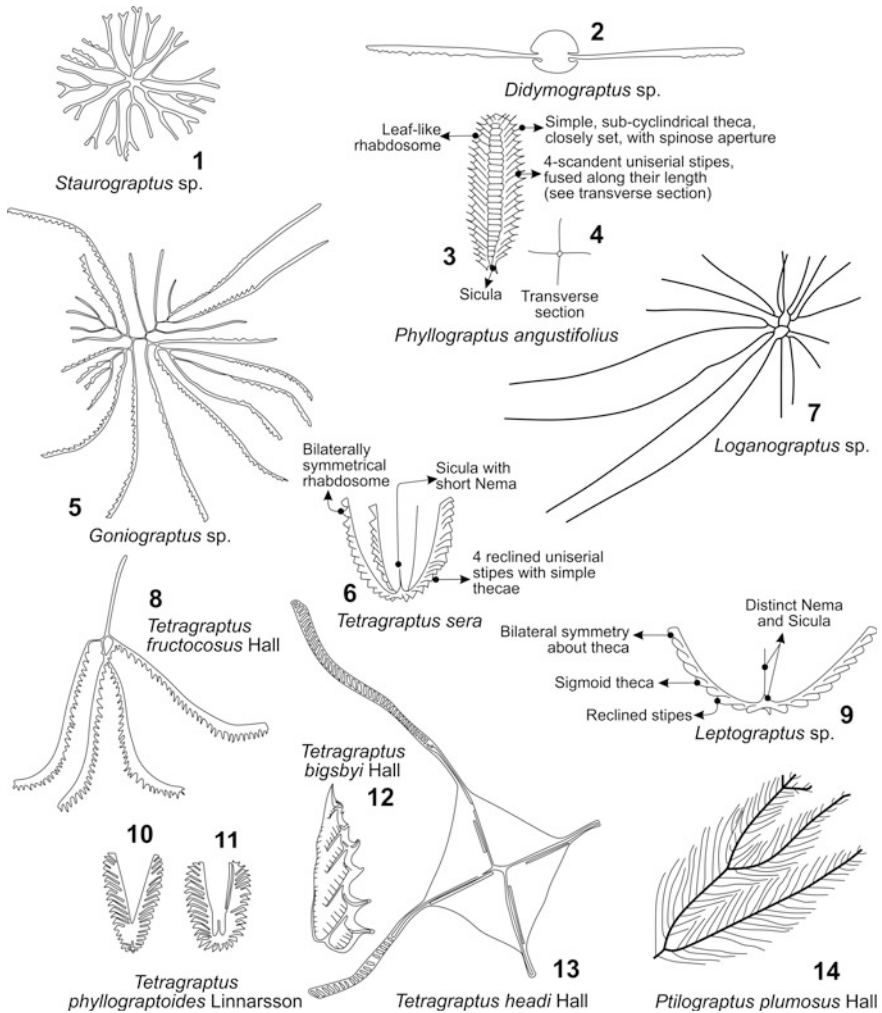 1
Staurograptus sp.
2
Didymograptus sp.
Leaf-like
rhabdosome
Simple, sub-cylindrical theca,
closely set, with spinose aperture
4-scandent uniserial stipes,
fused along their length
(see transverse section)
3
4
Sicula
Transverse
section
Phyllograptus angustifolius
5
Goniograptus sp.
7
Loganograptus sp.
Bilaterally
symmetrical
rhabdosome
Sicula with
short Nema
6
4 reclined uniserial
stipes with simple
thecae
Tetragraptus sera
8
Tetragraptus
fructocosus Hall
Distinct Nema
and Sicula
Bilateral symmetry
about theca
Sigmoid theca
Reclined stipes
9
Leptograptus sp.
Tetragraptus
bigsbyi Hall
12
10
11
Tetragraptus
phyllograptoides Linnarsson
13
Tetragraptus headi Hall
14
Ptilograptus plumosus Hall